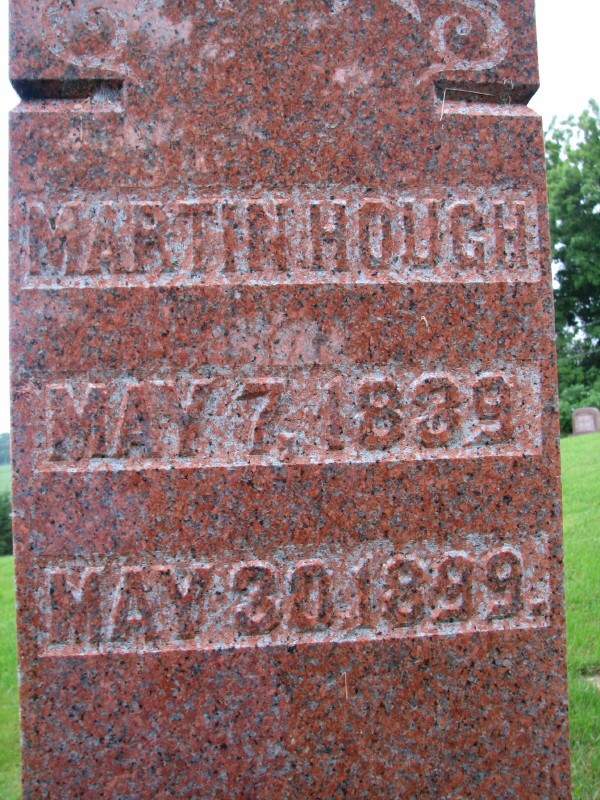 MARTIN HOUGH
MAY 7, 1839
MAY 30, 1899.